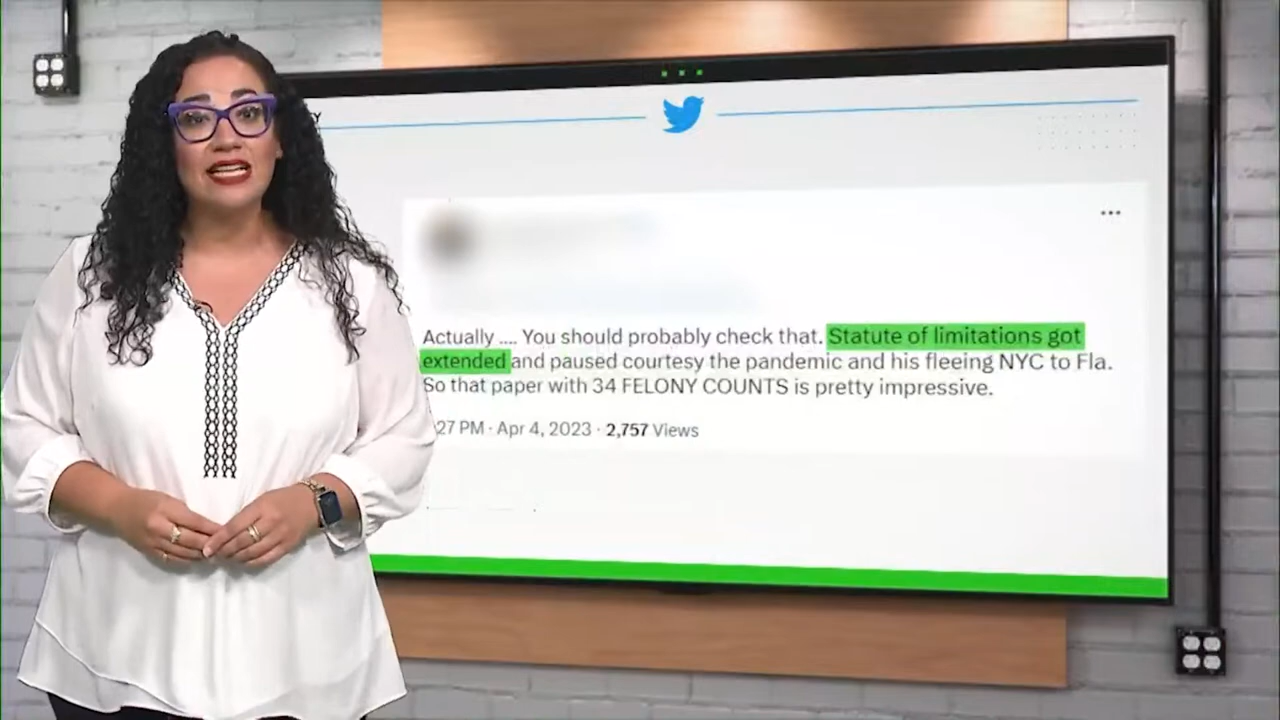 Actually .... You should probably check that. Statute of limitations got
extended and paused courtesy the pandemic and his fleeing NYC to Fla.
So that paper with 34 FELONY COUNTS is pretty impressive.
27 PM · Apr 4, 2023 · 2,757 Views